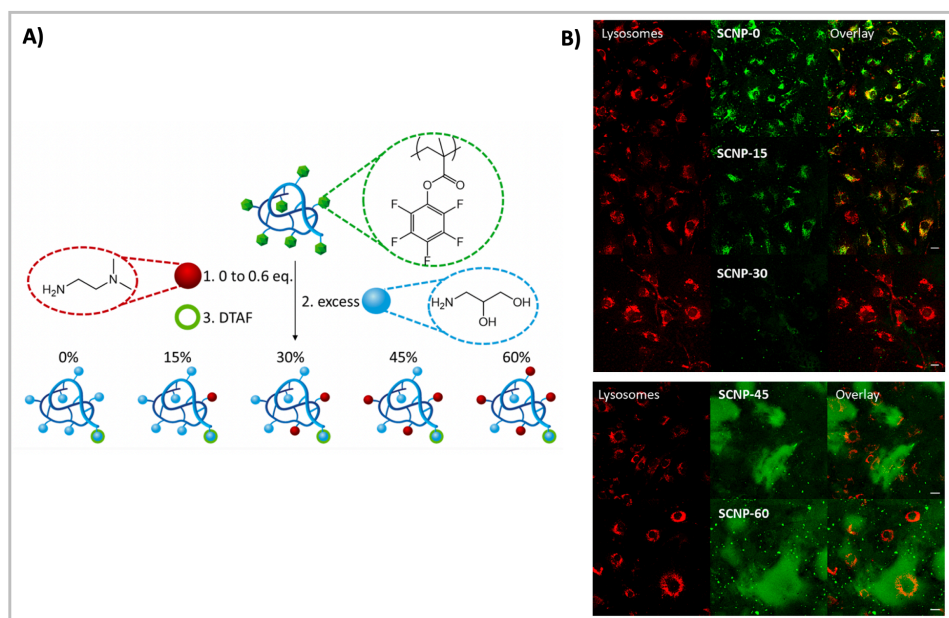 A)
B)
Lysosomes
SCNP-0
Overlay
SCNP-15
SCNP-30
O
O
F
F
F
F
F
H₂N
N
1. 0 to 0.6 eq.
2. excess
H₂N
OH
OH
3. DTAF
0%
15%
30%
45%
60%
Lysosomes
SCNP-45
Overlay
SCNP-60